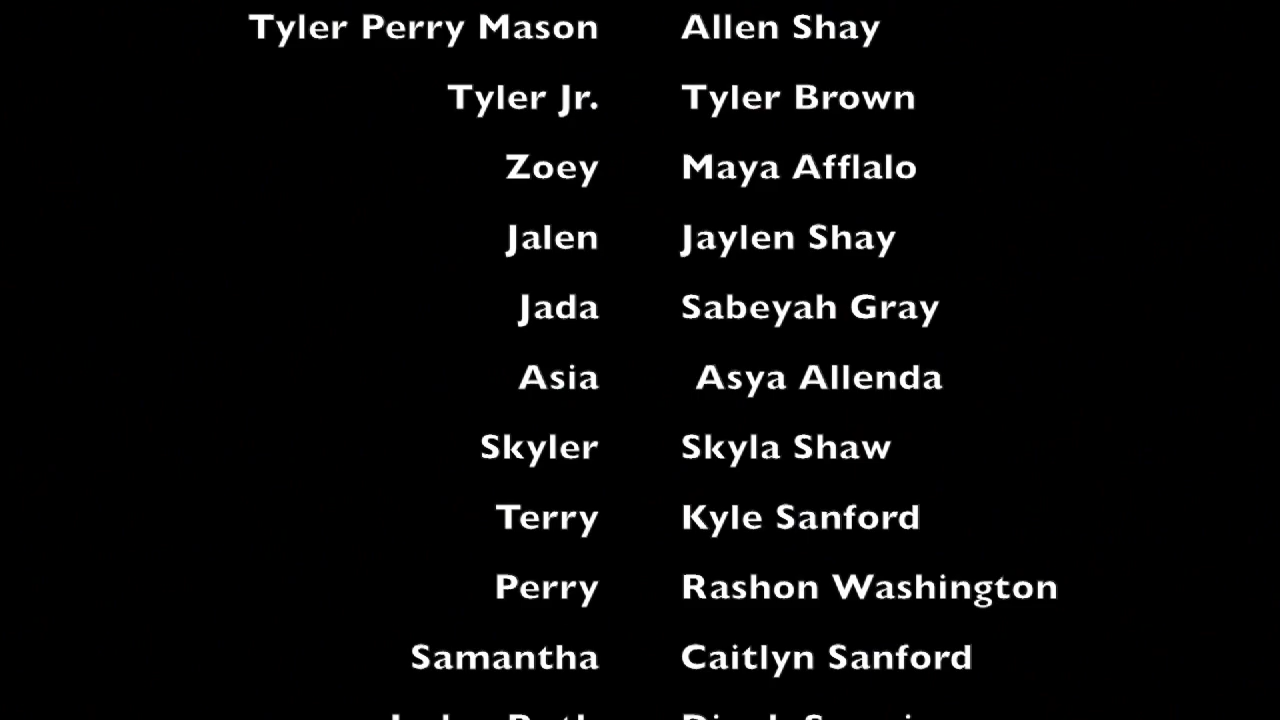 Tyler Perry Mason Allen Shay
Tyler Jr. Tyler Brown
Zoey Maya Afflalo
Jalen Jaylen Shay
Jada Sabeyah Gray
Asia Asya Allenda
Skyler Skyla Shaw
Terry Kyle Sanford
Perry Rashon Washington
Samantha Caitlyn Sanford